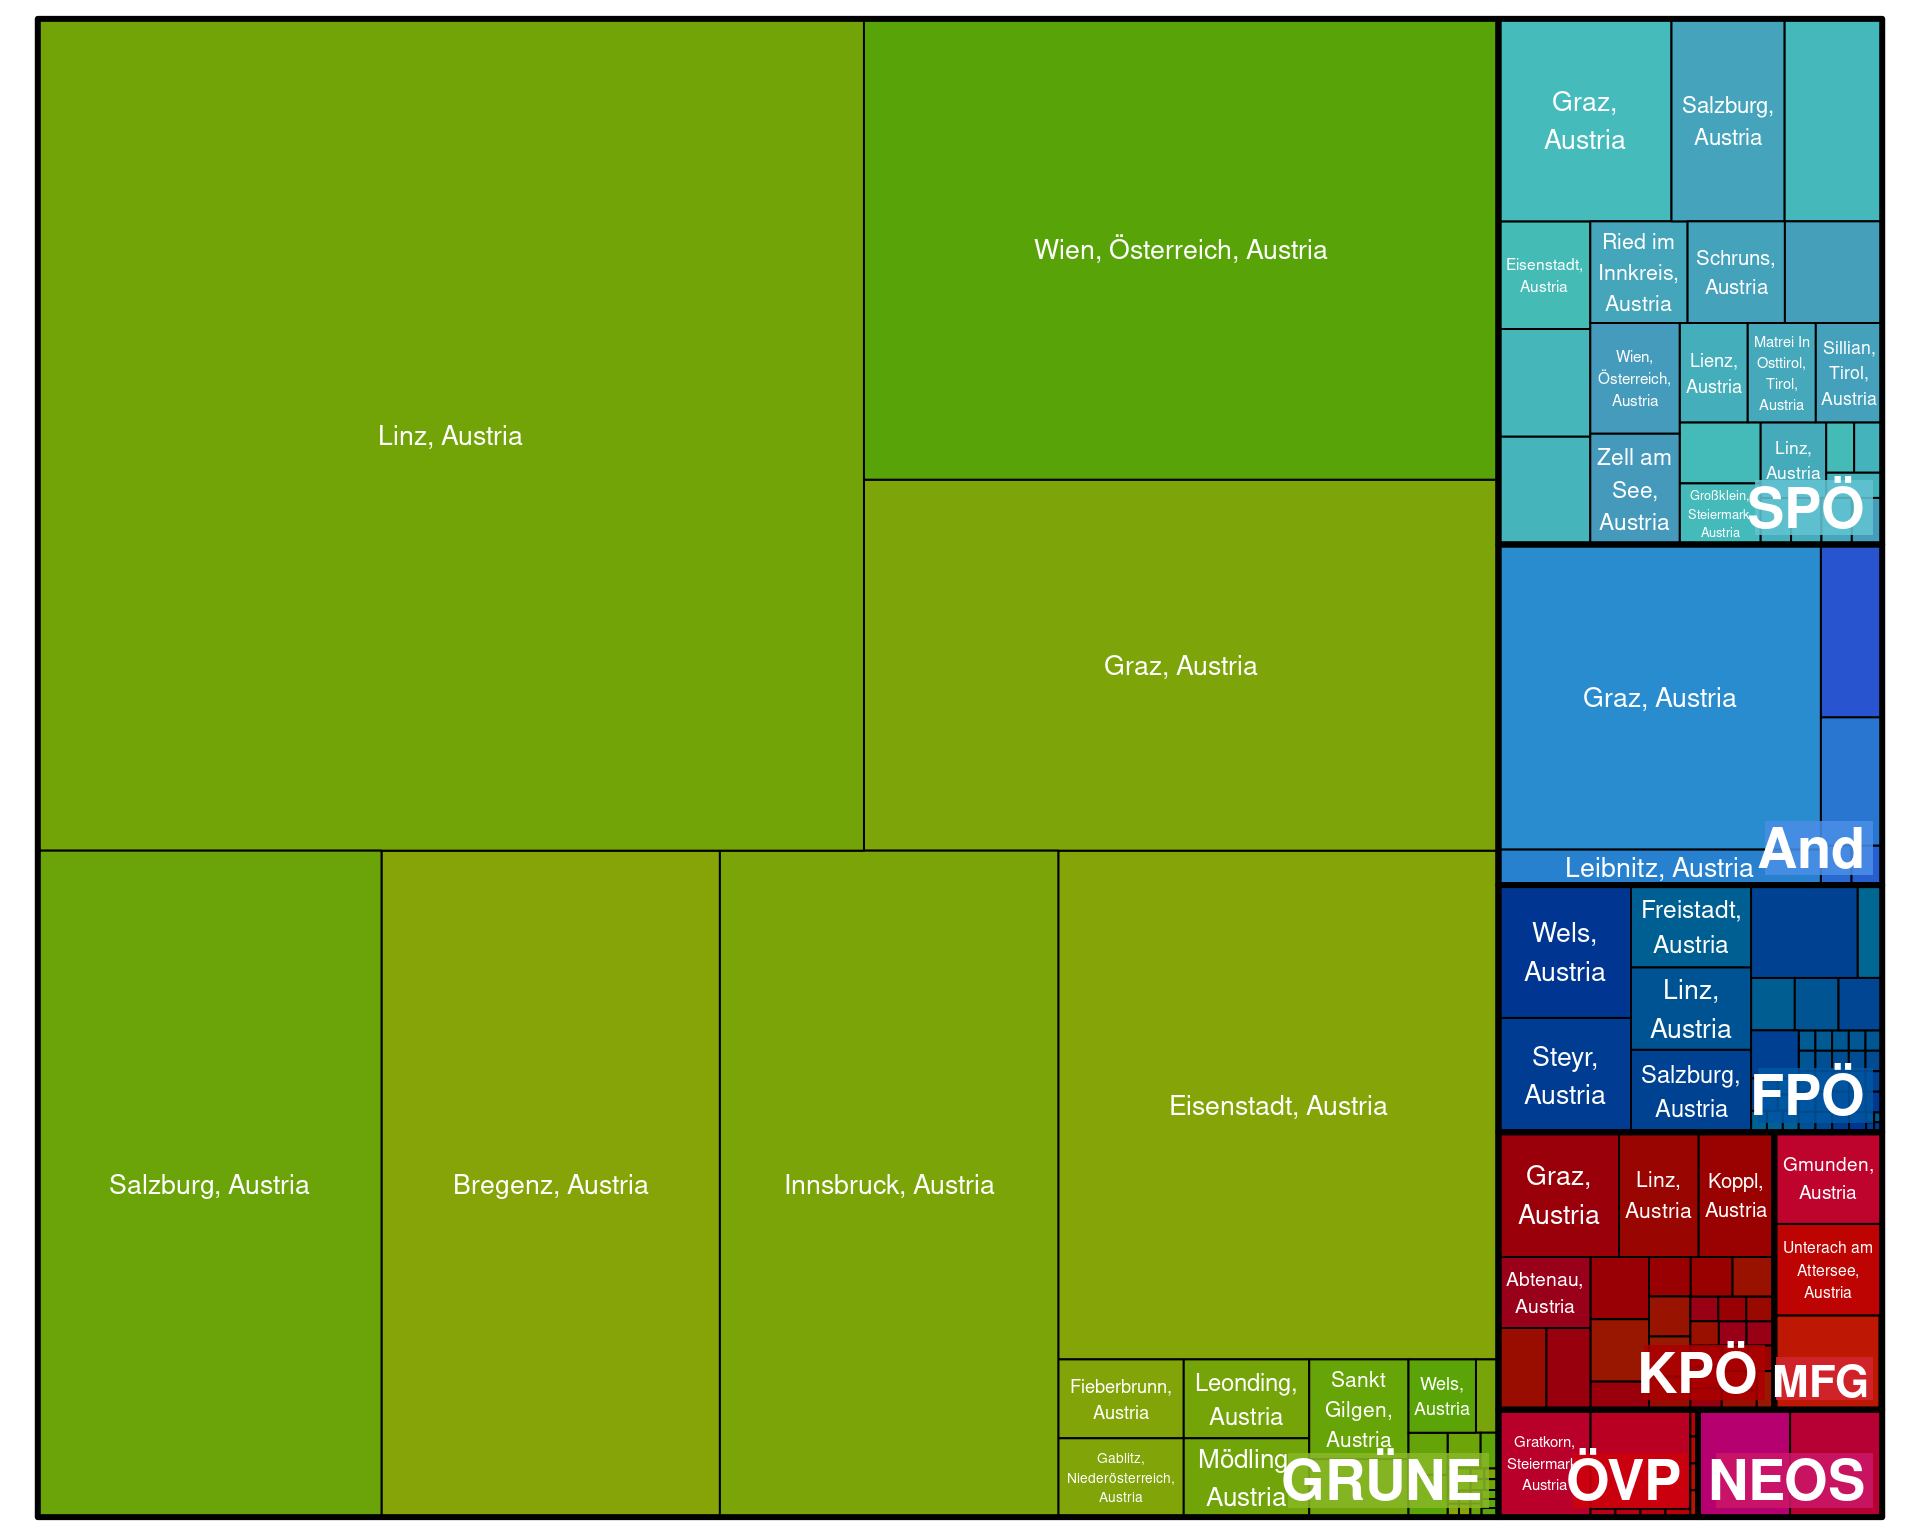 Linz, Austria
Wien, Österreich, Austria
Graz, Austria
Salzburg, Austria
Bregenz, Austria
Innsbruck, Austria
Eisenstadt, Austria
Fieberbrunn,
Austria
Gablitz,
Niederösterreich,
Austria
Leonding,
Austria
Mödling
Austria
Sankt
Gilgen,
Austria
Wels,
Austria
GRÜNE
Graz,
Austria
Salzburg,
Austria
Eisenstadt,
Austria
Ried im
Innkreis,
Austria
Schruns,
Austria
Wien,
Österreich,
Austria
Lienz,
Austria
Matrei In
Osttirol,
Tirol,
Austria
Sillian,
Tirol,
Austria
Zell am
See,
Austria
Linz,
Austria
Großklein,
Steiermark,
Austria
SPÖ
Graz, Austria
Leibnitz, Austria
And
Wels,
Austria
Freistadt,
Austria
Linz,
Austria
Steyr,
Austria
Salzburg,
Austria
FPÖ
Graz,
Austria
Linz,
Austria
Koppl,
Austria
Abtenau,
Austria
KPÖ
Gmunden,
Austria
Unterach am
Attersee,
Austria
MFG
Gratkorn,
Steiermark,
Austria
ÖVP
NEOS